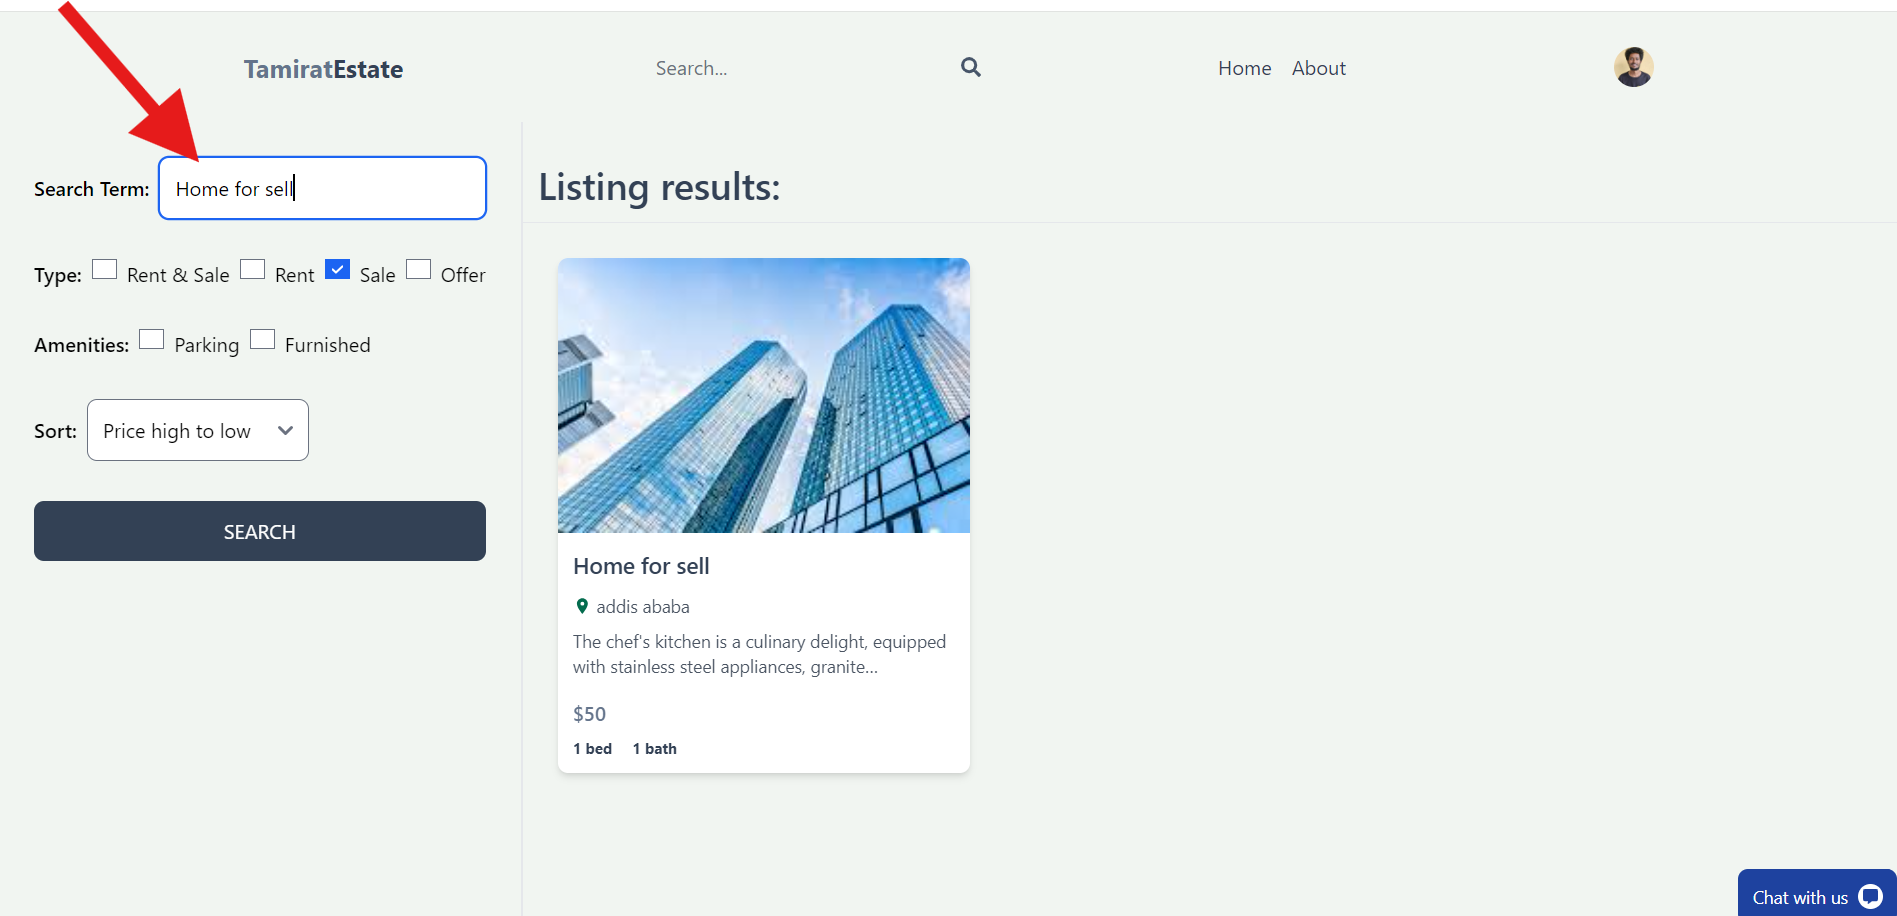 TamiratEstate
Search...
Home About
Search Term: Home for sell
Type: Rent & Sale Rent Sale Offer
Amenities: Parking Furnished
Sort: Price high to low
SEARCH
Listing results:
Home for sell
addis ababa
The chef's kitchen is a culinary delight, equipped
with stainless steel appliances, granite...
$50
1 bed 1 bath
Chat with us